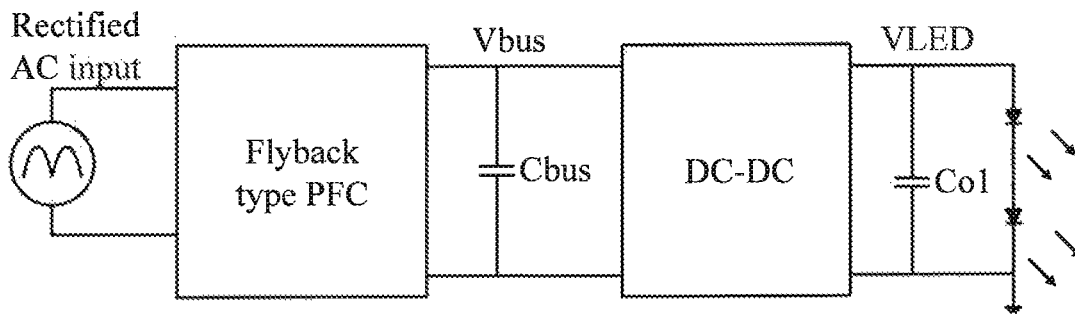 Rectified
AC input
Flyback
type PFC
Vbus
Cbus
DC-DC
VLED
Co1